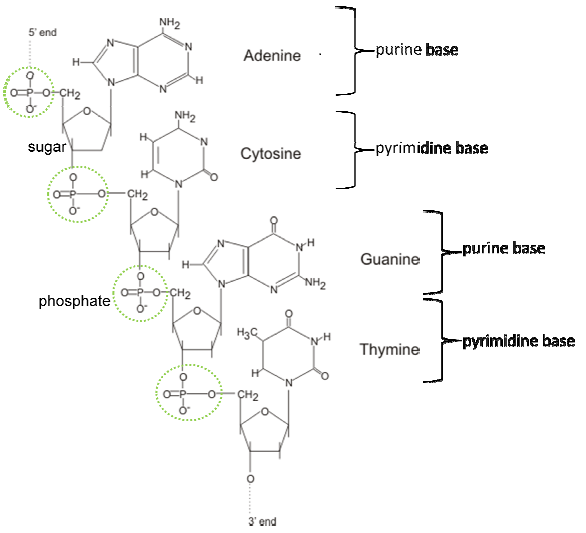 5' end
NH2
N
N
H
N
N
H
Adenine
purine base
O
O=P—O—CH2
O-
O
sugar
NH2
H
N
H
N
O
Cytosine
pyrimidine base
O
O=P—O—CH2
O-
O
O
N
N-H
H
N
N
NH2
Guanine
purine base
phosphate
O
O=P—O—CH2
O-
O
O
H3C
N-H
H
N
O
Thymine
pyrimidine base
O
O=P—O—CH2
O-
O
O
3' end